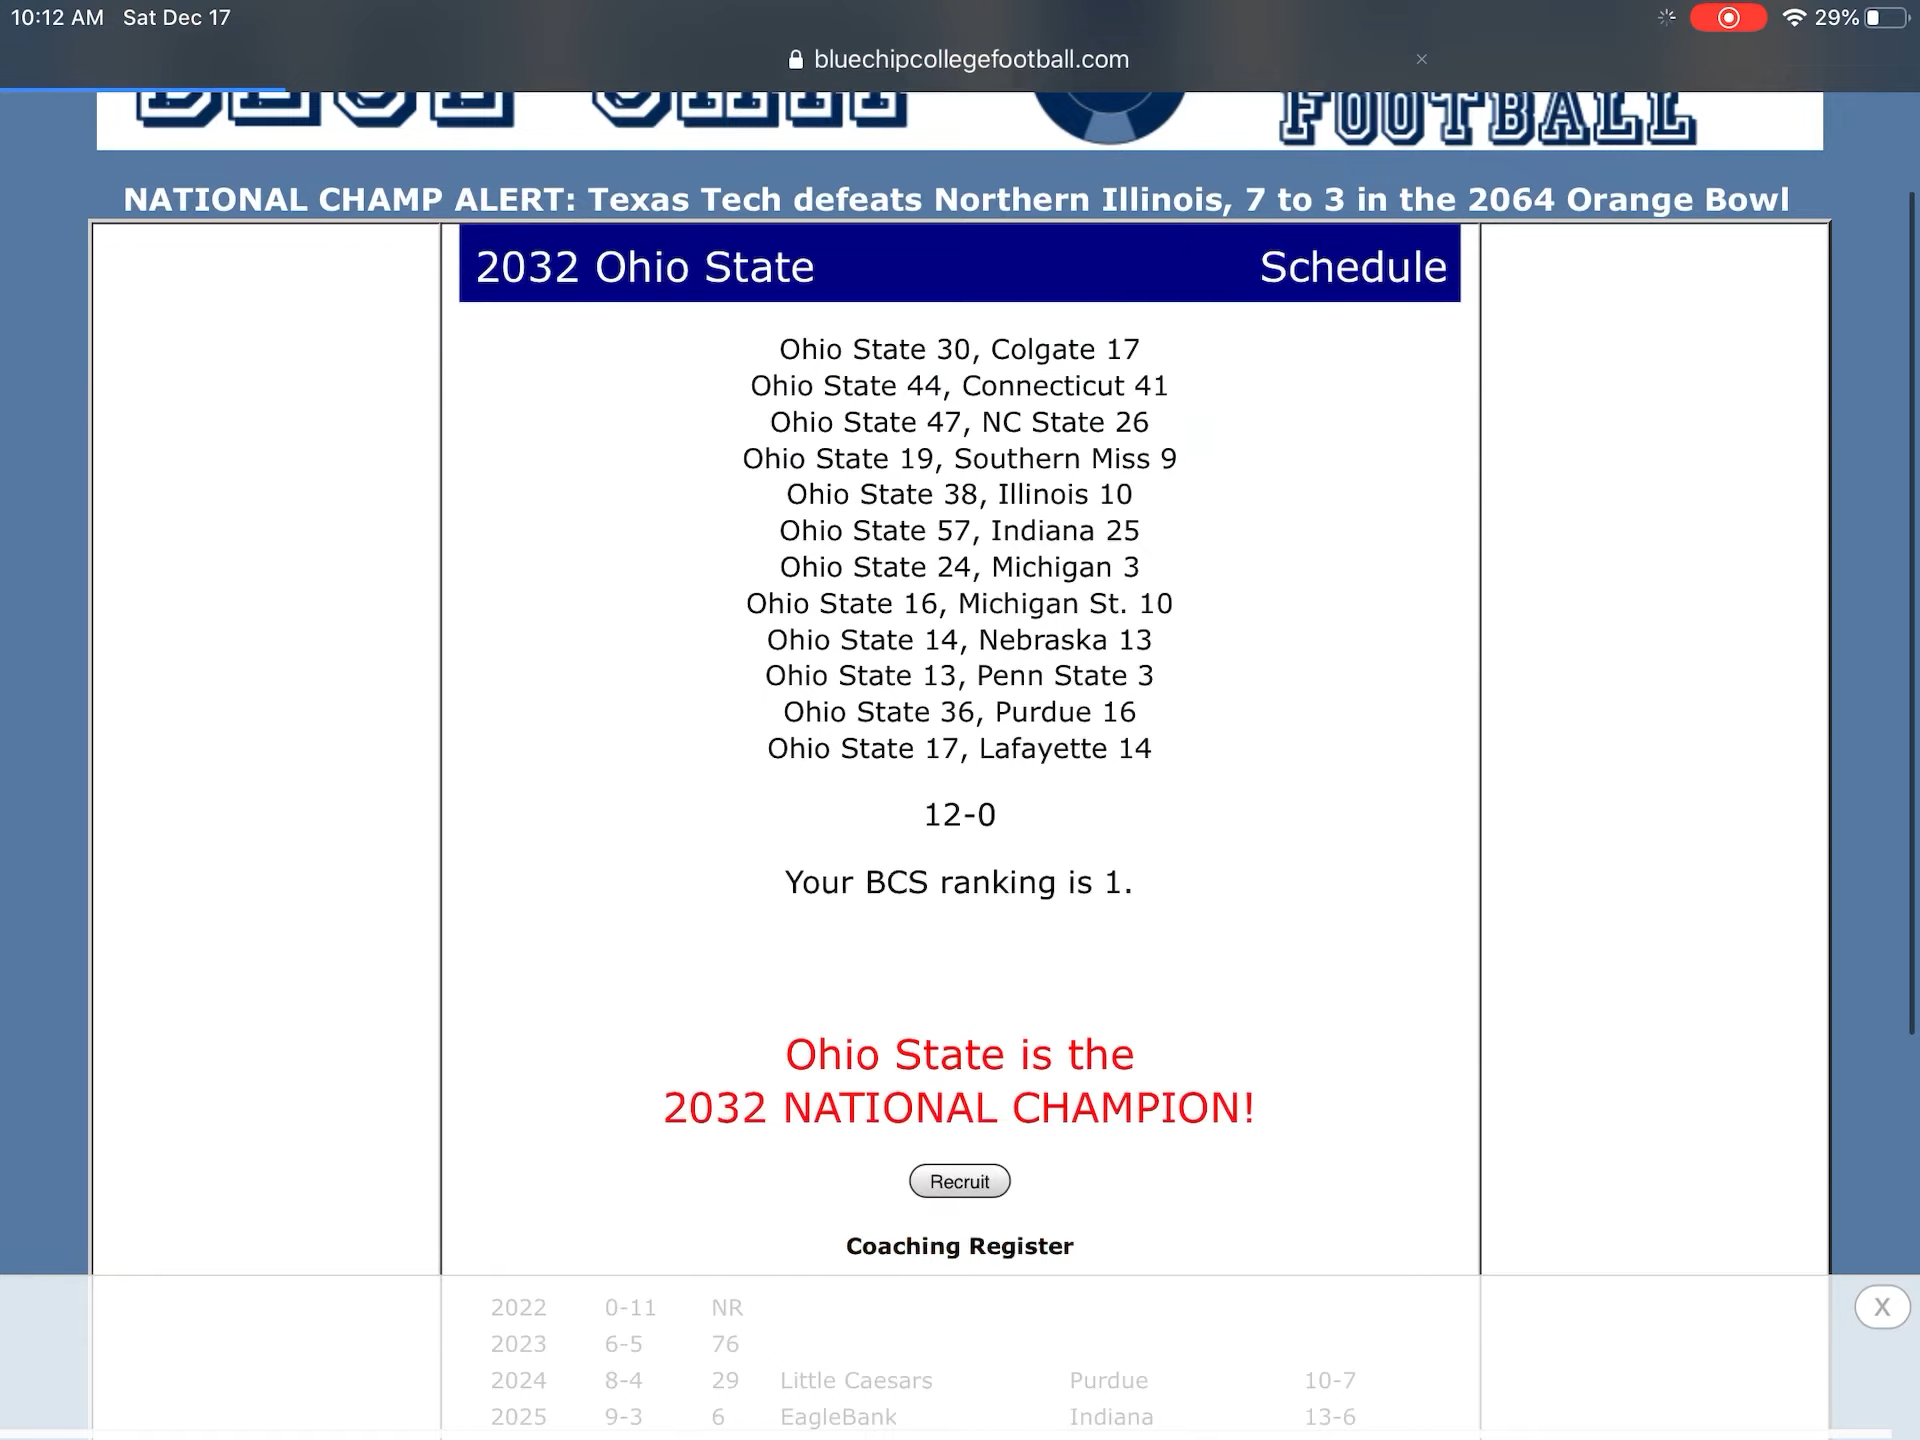 10:12 AM Sat Dec 17
29%
bluechipcollegefootball.com
BLUE CHIP FOOTBALL
NATIONAL CHAMP ALERT: Texas Tech defeats Northern Illinois, 7 to 3 in the 2064 Orange Bowl
2032 Ohio State Schedule
Ohio State 30, Colgate 17
Ohio State 44, Connecticut 41
Ohio State 47, NC State 26
Ohio State 19, Southern Miss 9
Ohio State 38, Illinois 10
Ohio State 57, Indiana 25
Ohio State 24, Michigan 3
Ohio State 16, Michigan St. 10
Ohio State 14, Nebraska 13
Ohio State 13, Penn State 3
Ohio State 36, Purdue 16
Ohio State 17, Lafayette 14
12-0
Your BCS ranking is 1.
Ohio State is the
2032 NATIONAL CHAMPION!
Recruit
Coaching Register
2022 0-11 NR
X
2023 6-5 76
2024 8-4 29 Little Caesars Purdue 10-7
2025 9-3 6 EagleBank Indiana 13-6